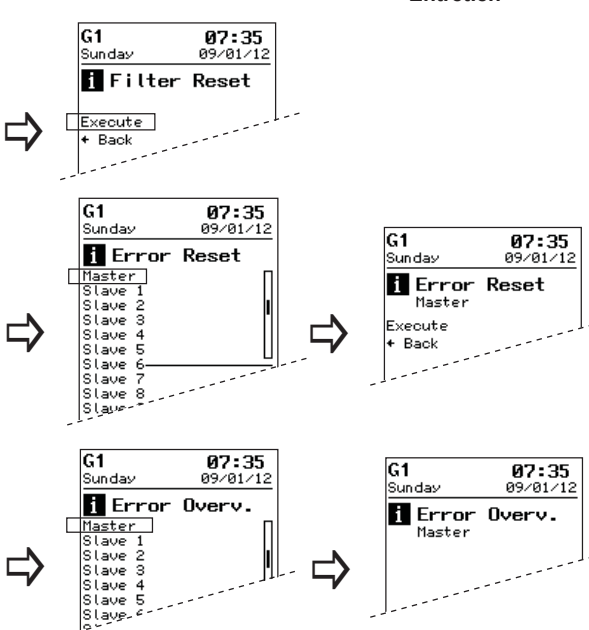 G1 07:35
Sunday 09/01/12
i Filter Reset
Execute
← Back
G1 07:35
Sunday 09/01/12
i Error Reset
Master
Slave 1
Slave 2
Slave 3
Slave 4
Slave 5
Slave 6
Slave 7
Slave 8
G1 07:35
Sunday 09/01/12
i Error Reset
Master
Execute
← Back
G1 07:35
Sunday 09/01/12
i Error Overv.
Master
Slave 1
Slave 2
Slave 3
Slave 4
Slave 5
Slave
G1 07:35
Sunday 09/01/12
i Error Overv.
Master